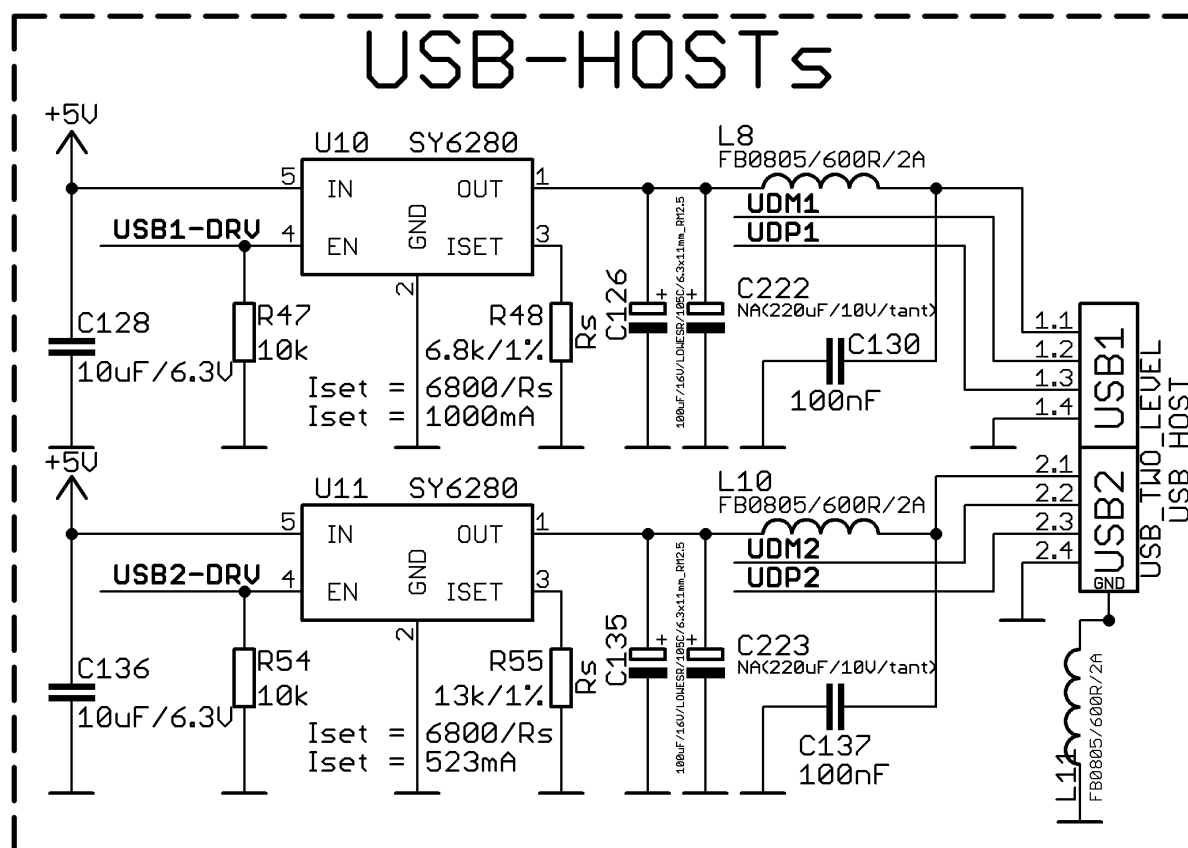 USB-HOSTs
+5V
U10 SY6280
5 IN OUT 1
USB1-DRV 4 EN GND ISET 3
2
C128
10uF/6.3V
R47
10k
R48
6.8k/1%
Rs
Iset = 6800/Rs
Iset = 1000mA
C126
+
100uF/16V/LOWESR/105C/6.3x11mm_RM2.5
+
C222
NA(220uF/10V/tant)
L8
FB0805/600R/2A
UDM1
UDP1
C130
100nF
1.1
1.2
1.3
1.4
USB1
+5V
U11 SY6280
5 IN OUT 1
USB2-DRV 4 EN GND ISET 3
2
C136
10uF/6.3V
R54
10k
R55
13k/1%
Rs
Iset = 6800/Rs
Iset = 523mA
C135
+
100uF/16V/LOWESR/105C/6.3x11mm_RM2.5
+
C223
NA(220uF/10V/tant)
L10
FB0805/600R/2A
UDM2
UDP2
C137
100nF
2.1
2.2
2.3
2.4
USB2
GND
USB_TWO_LEVEL
USB_HOST
L11
FB0805/600R/2A